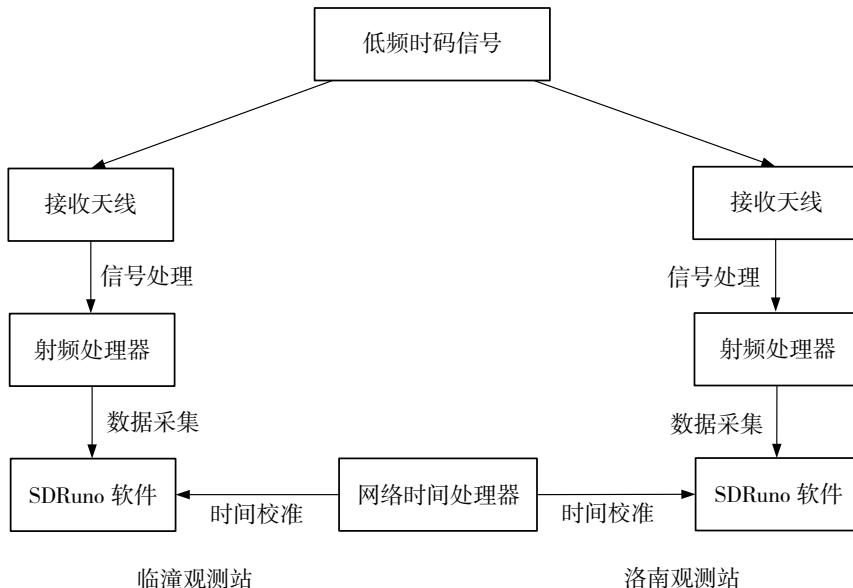 低频时码信号
接收天线
接收天线
信号处理
信号处理
射频处理器
射频处理器
数据采集
数据采集
SDRuno 软件
网络时间处理器
SDRuno 软件
时间校准
时间校准
临潼观测站
洛南观测站